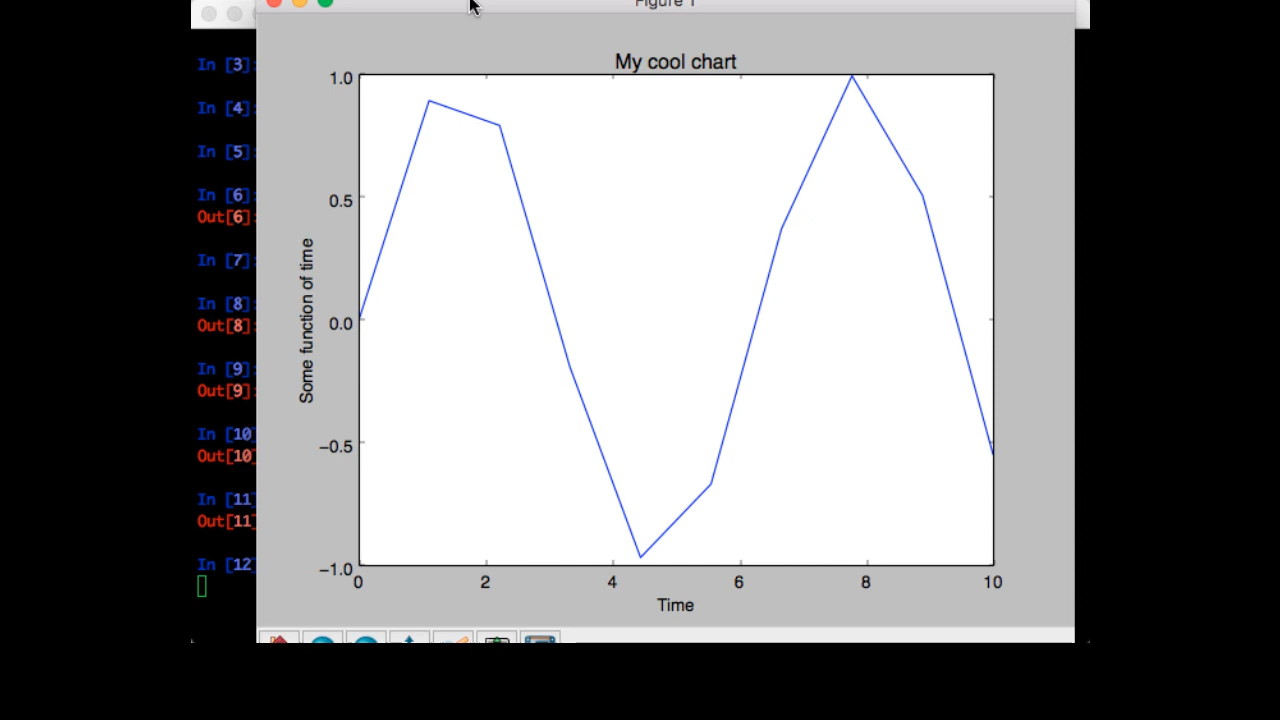 Figure 1
In [3]:
In [4]:
In [5]:
In [6]:
Out[6]:
In [7]:
In [8]:
Out[8]:
In [9]:
Out[9]:
In [10]
Out[10]
In [11]
Out[11]
In [12]
My cool chart
1.0
0.5
0.0
−0.5
−1.0
Some function of time
0 2 4 6 8 10
Time